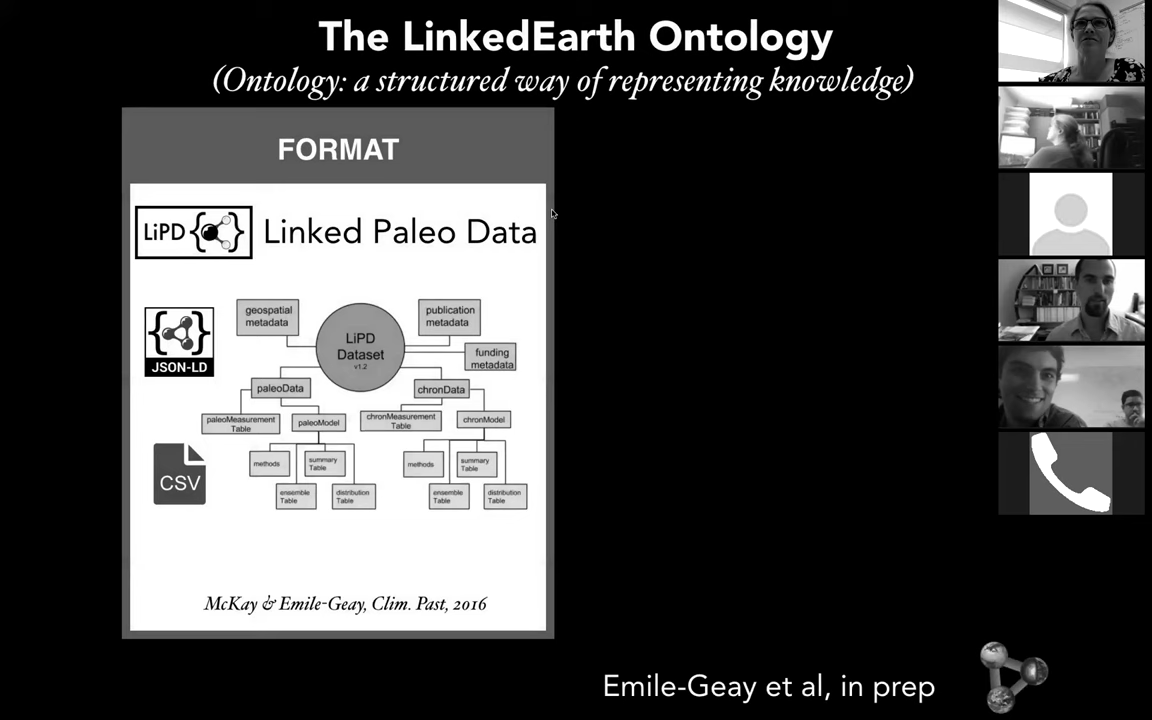 The LinkedEarth Ontology
(Ontology: a structured way of representing knowledge)
FORMAT
LiPD
Linked Paleo Data
JSON-LD
CSV
geospatial
metadata
LiPD
Dataset
v1.2
publication
metadata
funding
metadata
paleoData
chronData
paleoMeasurement
Table
paleoModel
chronMeasurement
Table
chronModel
methods
summary
Table
ensemble
Table
distribution
Table
methods
summary
Table
ensemble
Table
distribution
Table
McKay & Emile-Geay, Clim. Past, 2016
Emile-Geay et al, in prep